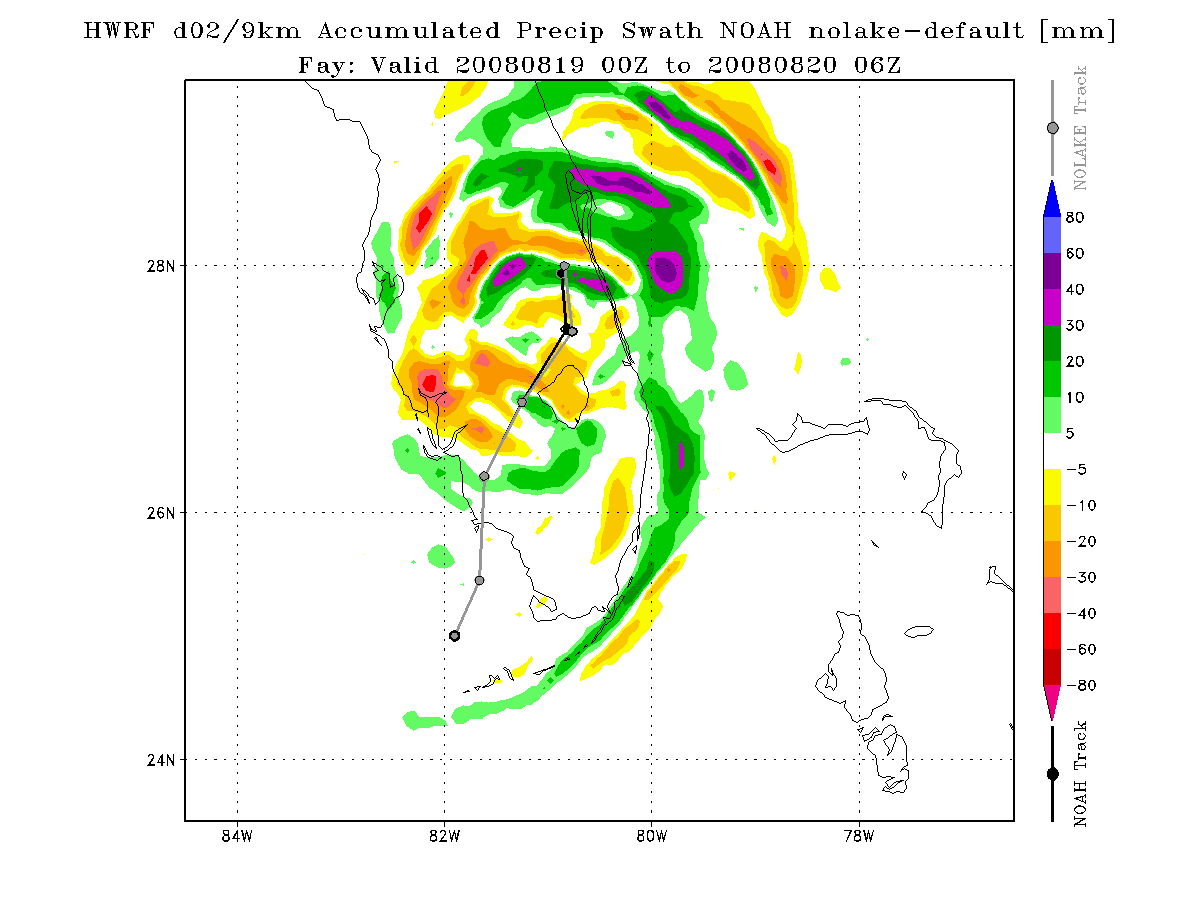 HWRF d02/9km Accumulated Precip Swath NOAH nolake-default [mm]
Fay: Valid 20080819 00Z to 20080820 06Z
NOLAKE Track
80
60
40
30
20
10
5
-5
-10
-20
-30
-40
-60
-80
NOAH Track
28N
26N
24N
84W
82W
80W
78W